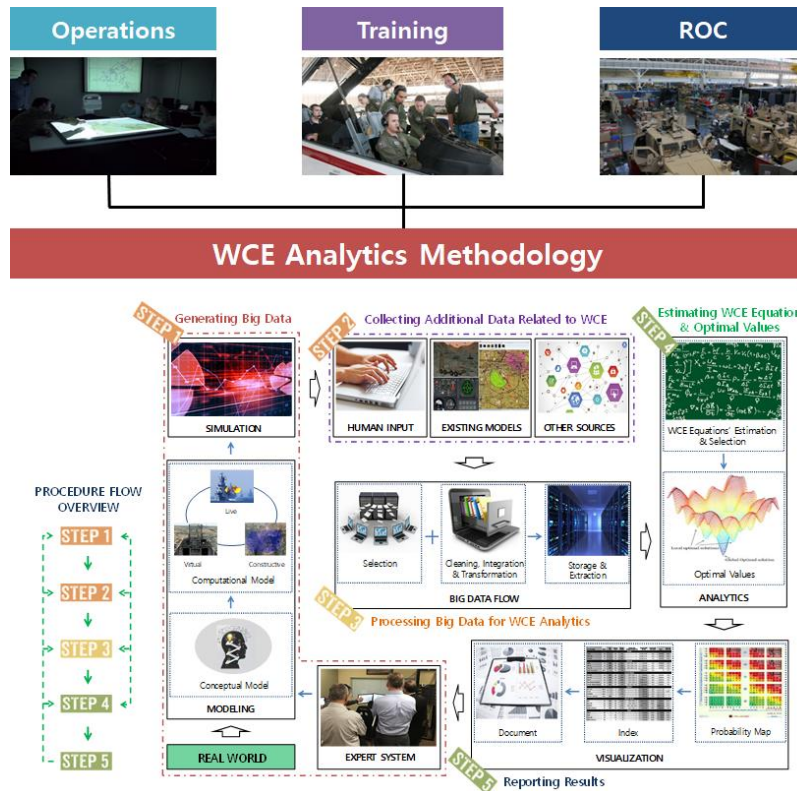 Operations
Training
ROC
WCE Analytics Methodology
STEP 1
Generating Big Data
STEP 2
Collecting Additional Data Related to WCE
Estimating WCE Equation
& Optimal Values
STEP 4
SIMULATION
HUMAN INPUT
EXISTING MODELS
OTHER SOURCES
WCE Equations' Estimation
& Selection
Optimal Values
ANALYTICS
PROCEDURE FLOW
OVERVIEW
STEP 1
STEP 2
STEP 3
STEP 4
STEP 5
Live
Virtual
Constructive
Computational Model
Conceptual Model
MODELING
REAL WORLD
EXPERT SYSTEM
Selection
Cleaning, Integration
& Transformation
Storage &
Extraction
BIG DATA FLOW
STEP 3
Processing Big Data for WCE Analytics
Document
Index
Probability Map
VISUALIZATION
STEP 5
Reporting Results